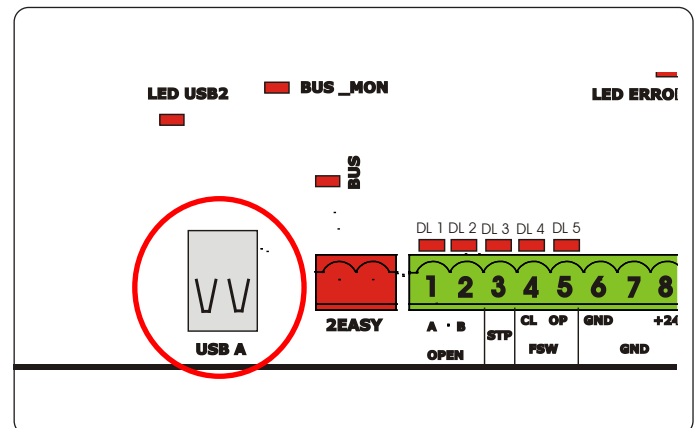 LED USB2
BUS _MON
LED ERRO
BUS
DL 1 DL 2 DL 3 DL 4 DL 5
1 2 3 4 5 6 7 8
2EASY
USB A
A B
STP
CL OP
GND
+24
OPEN
FSW
GND